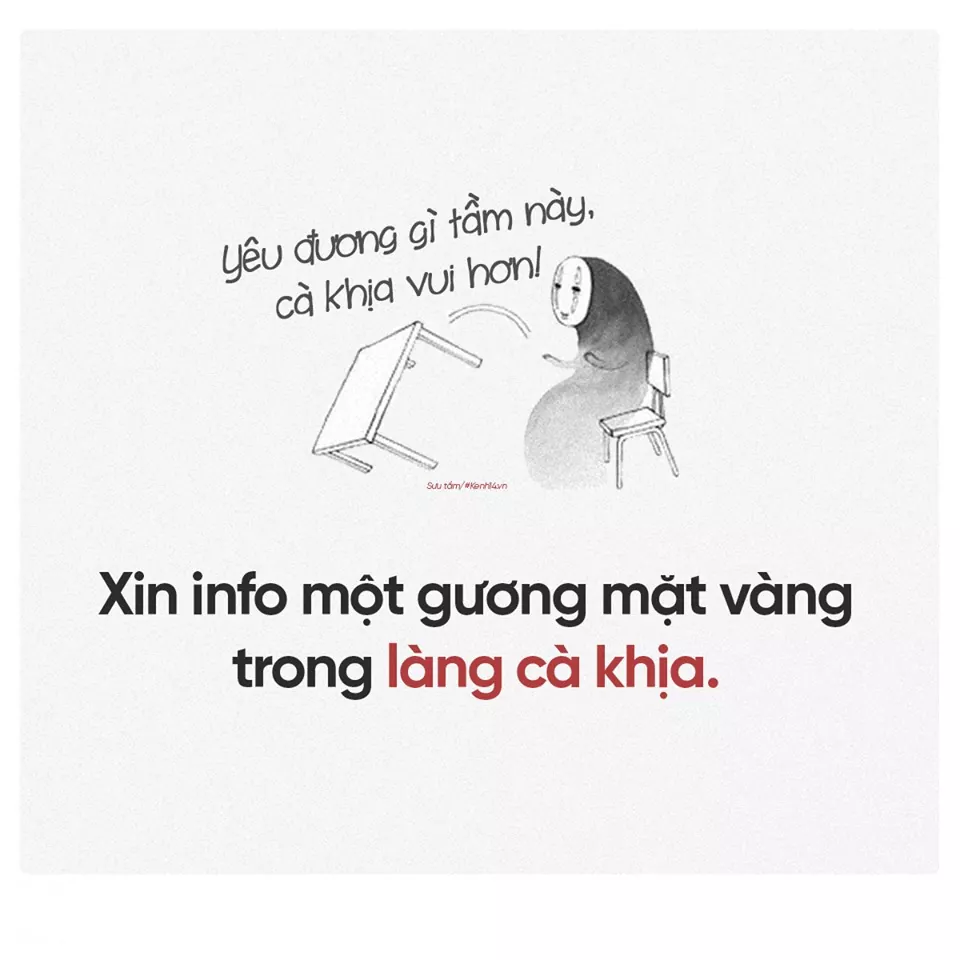 Yêu đương gì tầm này,
cà khịa vui hơn!
Sưu tầm/#Kenh14.vn
Xin info một gương mặt vàng
trong làng cà khịa.